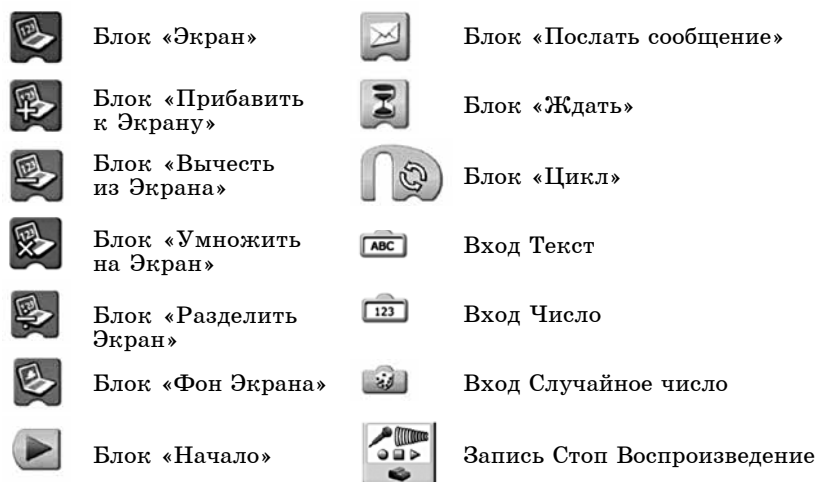 Блок «Экран»
Блок «Прибавить
к Экрану»
Блок «Вычесть
из Экрана»
Блок «Умножить
на Экран»
Блок «Разделить
Экран»
Блок «Фон Экрана»
Блок «Начало»
Блок «Послать сообщение»
Блок «Ждать»
Блок «Цикл»
ABC
Вход Текст
123
Вход Число
Вход Случайное число
Запись Стоп Воспроизведение